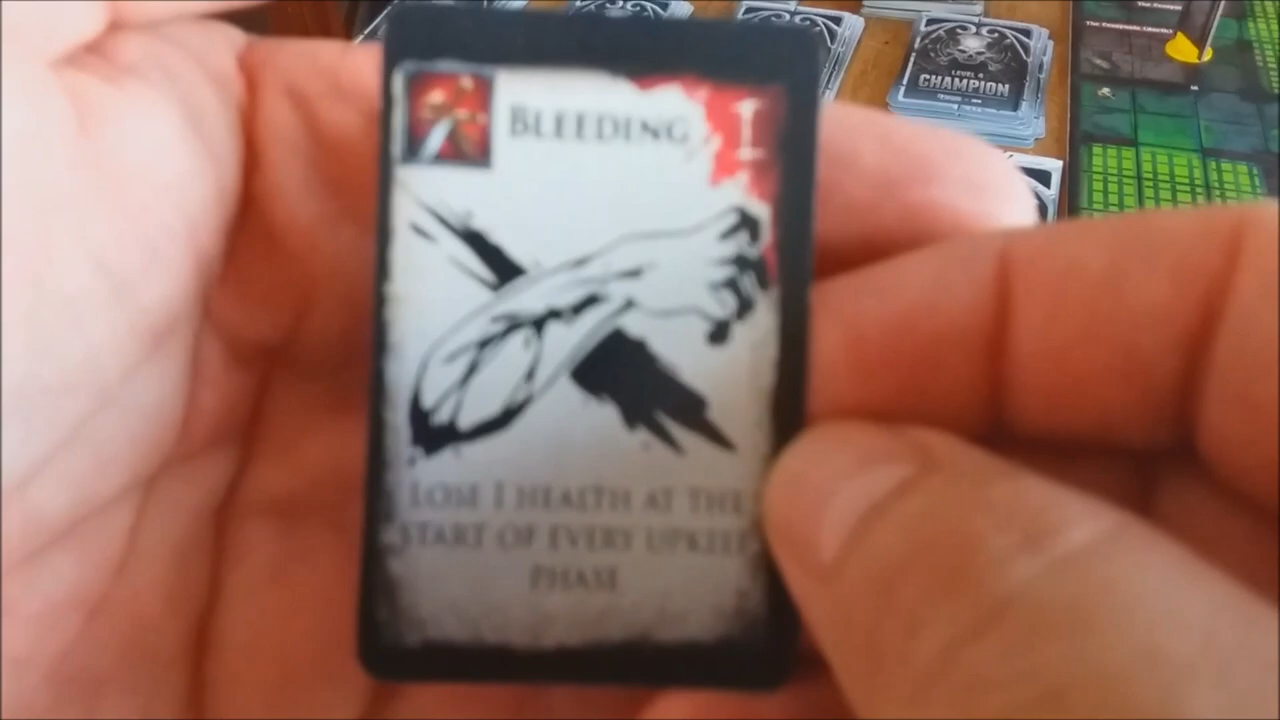 BLEEDING I
LOSE 1 HEALTH AT THE
START OF EVERY UPKEEP
PHASE
LEVEL 4
CHAMPION